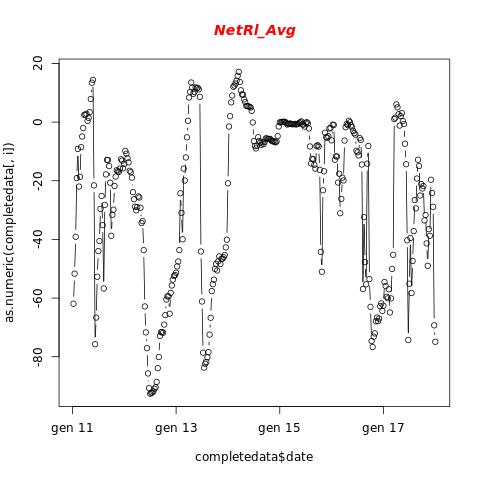 NetRl_Avg
as.numeric(completedata[, i])
20
0
-20
-40
-60
-80
gen 11
gen 13
gen 15
gen 17
completedata$date